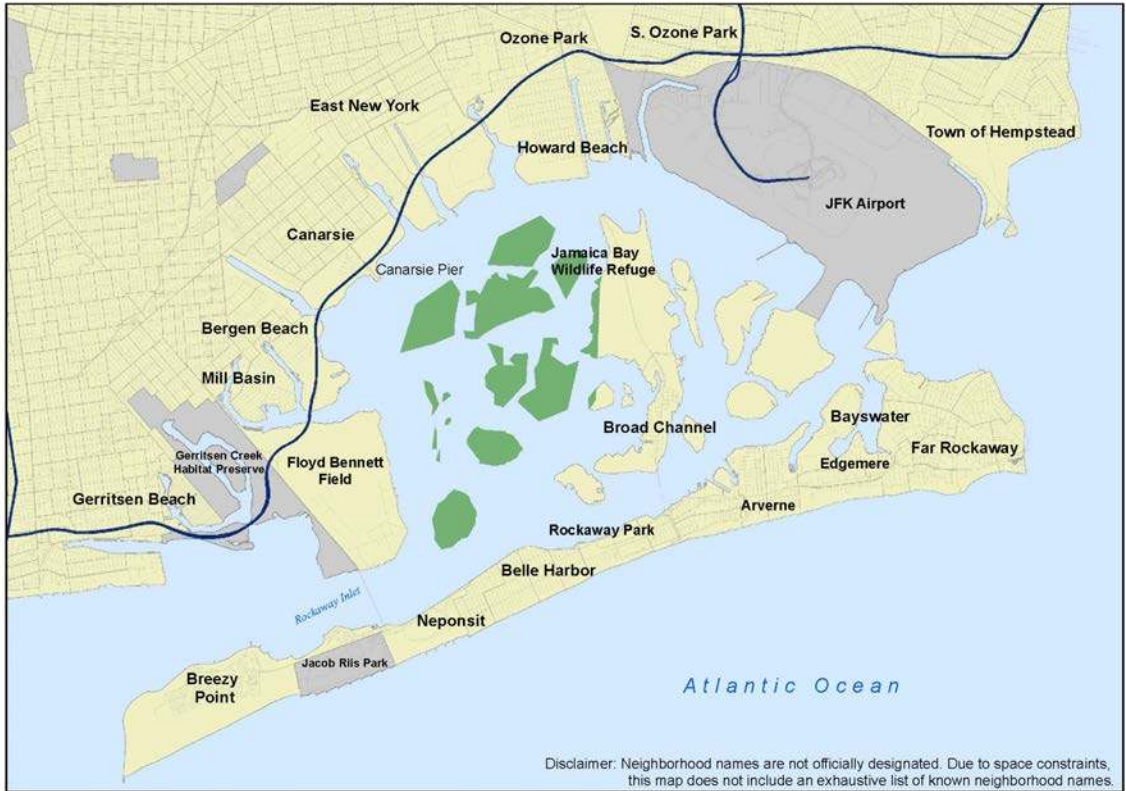 Ozone Park
S. Ozone Park
East New York
Town of Hempstead
Howard Beach
JFK Airport
Canarsie
Jamaica Bay
Wildlife Refuge
Canarsie Pier
Bergen Beach
Mill Basin
Bayswater
Broad Channel
Far Rockaway
Gerritsen Creek
Habitat Preserve
Floyd Bennett
Field
Edgemere
Gerritsen Beach
Arverne
Rockaway Park
Belle Harbor
Rockaway Inlet
Neponsit
Jacob Riis Park
Breezy
Point
Atlantic Ocean
Disclaimer: Neighborhood names are not officially designated. Due to space constraints,
this map does not include an exhaustive list of known neighborhood names.